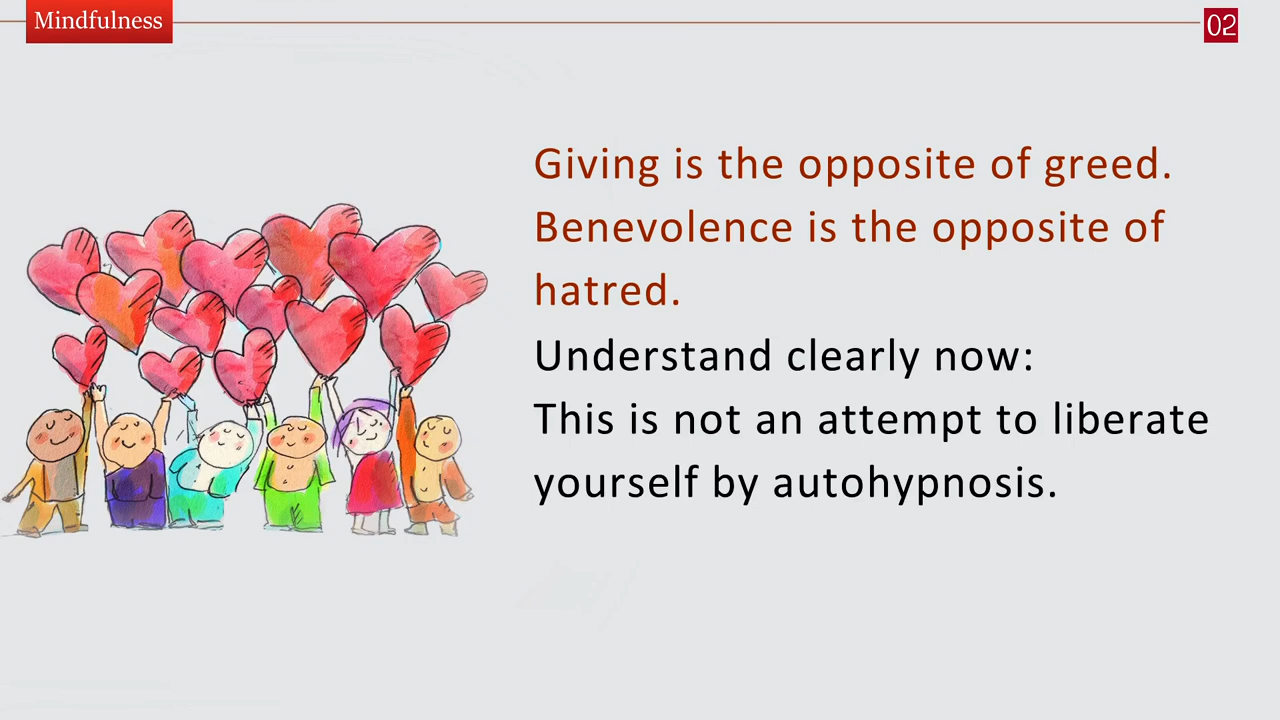 Mindfulness
02
Giving is the opposite of greed.
Benevolence is the opposite of
hatred.
Understand clearly now:
This is not an attempt to liberate
yourself by autohypnosis.